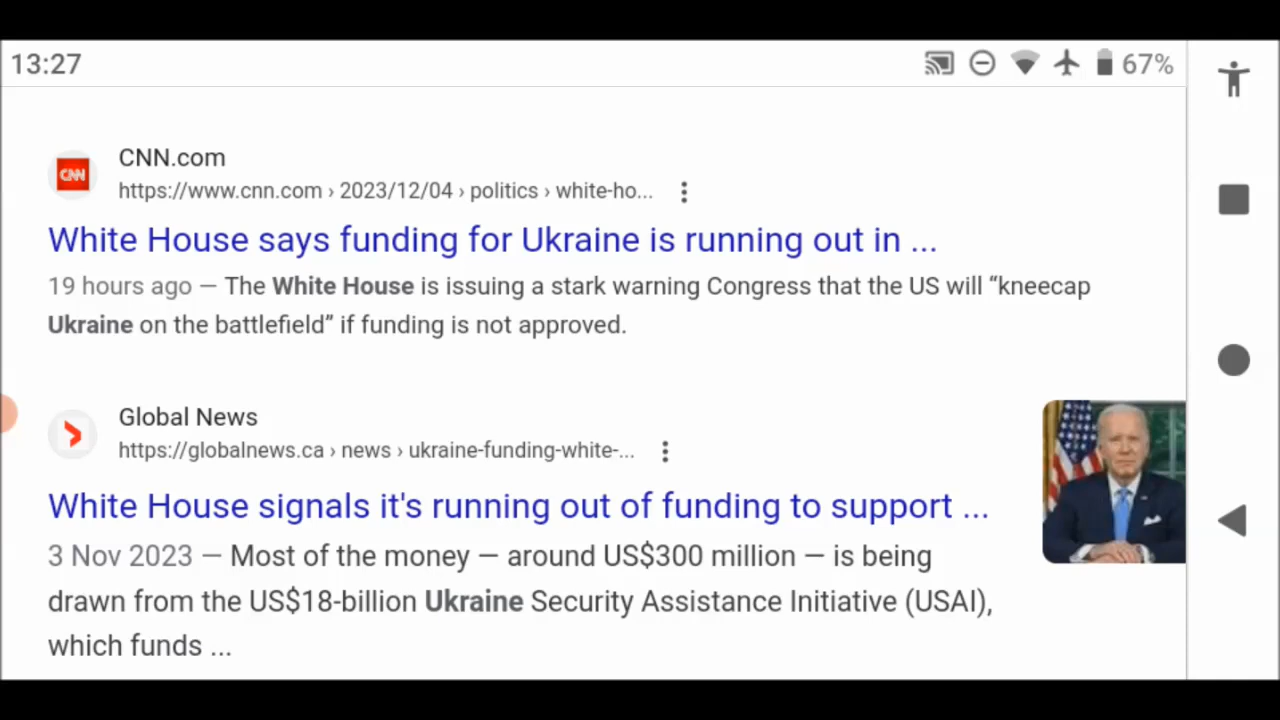 13:27
67%
CNN
CNN.com
https://www.cnn.com › 2023/12/04 › politics › white-ho...
White House says funding for Ukraine is running out in ...
19 hours ago — The White House is issuing a stark warning Congress that the US will “kneecap
Ukraine on the battlefield” if funding is not approved.
Global News
https://globalnews.ca › news › ukraine-funding-white-...
White House signals it's running out of funding to support ...
3 Nov 2023 — Most of the money — around US$300 million — is being
drawn from the US$18-billion Ukraine Security Assistance Initiative (USAI),
which funds ...